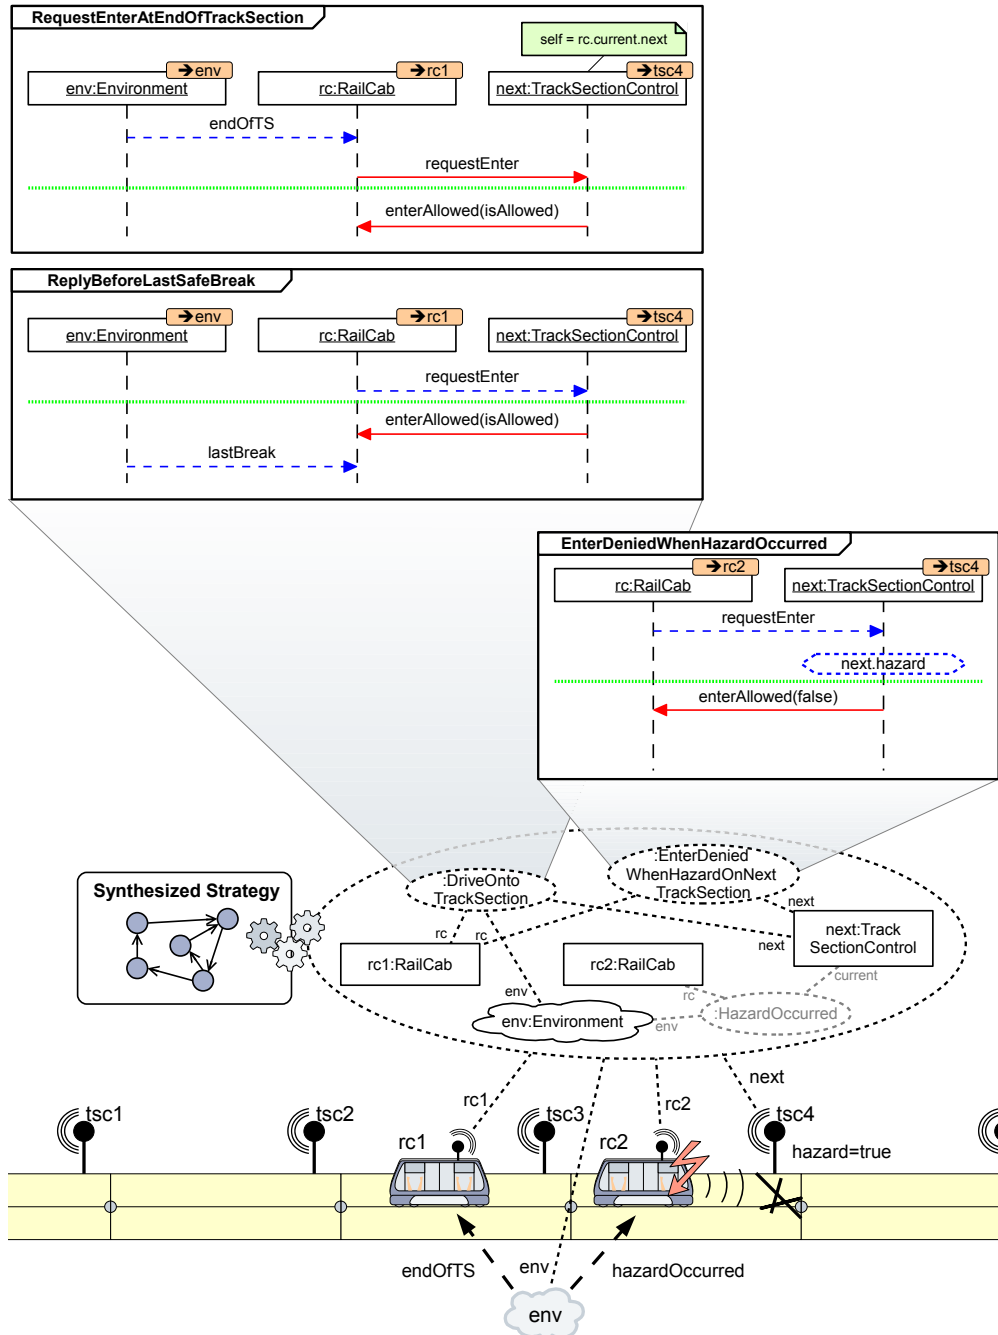 RequestEnterAtEndOfTrackSection
self = rc.current.next
➔env
env:Environment
➔rc1
rc:RailCab
➔tsc4
next:TrackSectionControl
endOfTS
requestEnter
enterAllowed(isAllowed)
ReplyBeforeLastSafeBreak
➔env
env:Environment
➔rc1
rc:RailCab
➔tsc4
next:TrackSectionControl
requestEnter
enterAllowed(isAllowed)
lastBreak
EnterDeniedWhenHazardOccurred
➔rc2
rc:RailCab
➔tsc4
next:TrackSectionControl
requestEnter
next.hazard
enterAllowed(false)
Synthesized Strategy
:DriveOnto
TrackSection
:EnterDenied
WhenHazardOnNext
TrackSection
rc
rc
next
next
rc1:RailCab
rc2:RailCab
next:Track
SectionControl
current
rc
env
env:Environment
env
:HazardOccurred
rc1
rc2
next
tsc1
tsc2
rc1
tsc3
rc2
tsc4
hazard=true
endOfTS
env
hazardOccurred
env